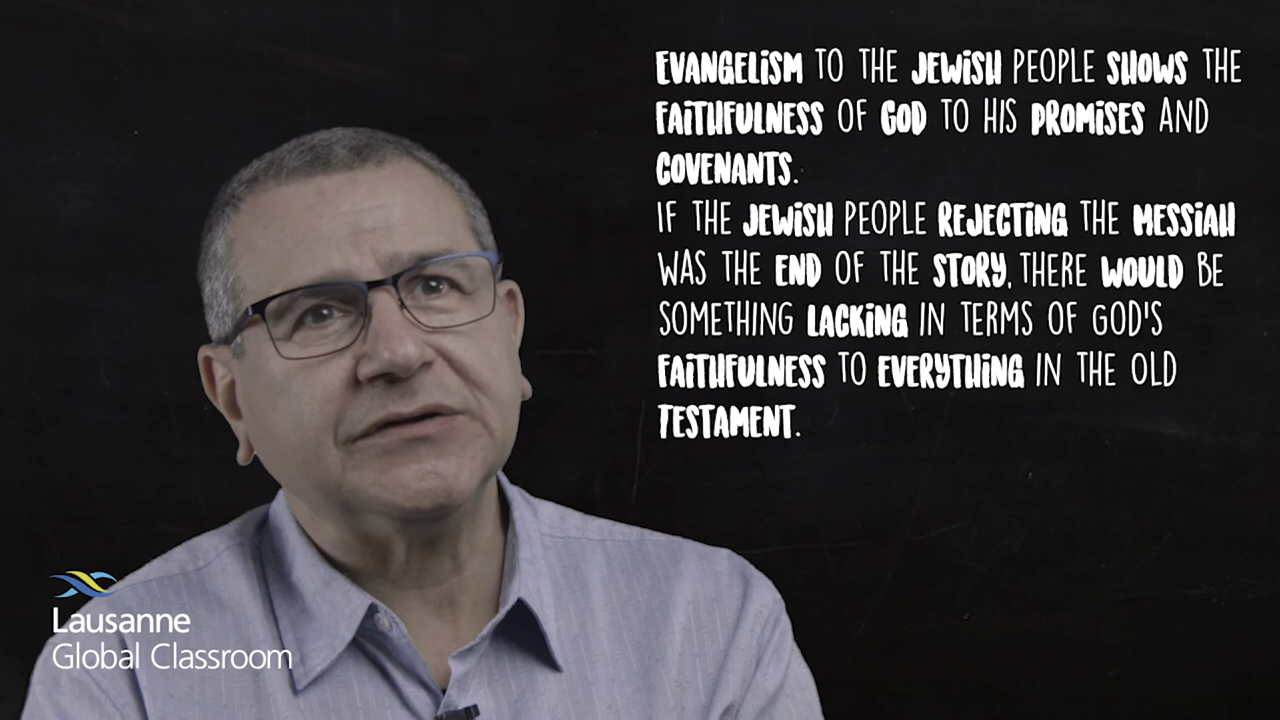 EVANGELISM TO THE JEWISH PEOPLE SHOWS THE
FAITHFULNESS OF GOD TO HIS PROMISES AND
COVENANTS.
IF THE JEWISH PEOPLE REJECTING THE MESSIAH
WAS THE END OF THE STORY, THERE WOULD BE
SOMETHING LACKING IN TERMS OF GOD'S
FAITHFULNESS TO EVERYTHING IN THE OLD
TESTAMENT.
Lausanne
Global Classroom